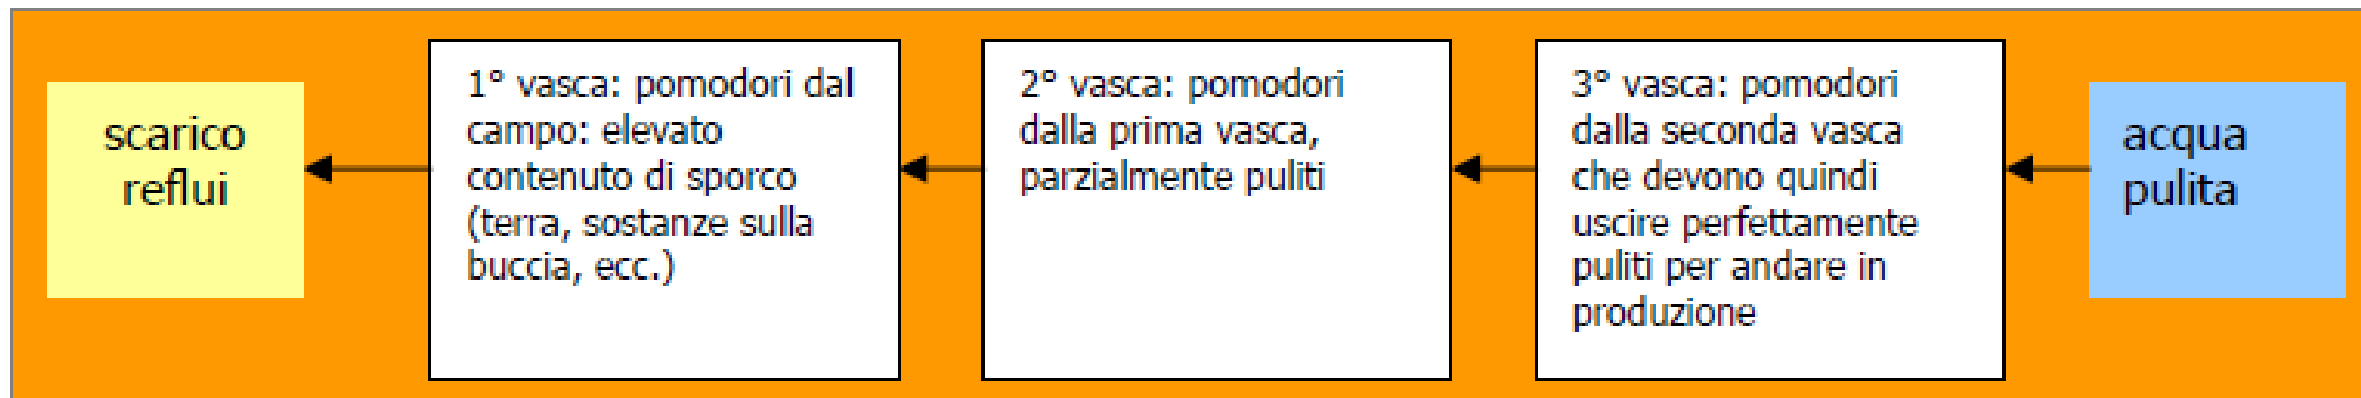 scarico
reflui
1° vasca: pomodori dal
campo: elevato
contenuto di sporco
(terra, sostanze sulla
buccia, ecc.)
2° vasca: pomodori
dalla prima vasca,
parzialmente puliti
3° vasca: pomodori
dalla seconda vasca
che devono quindi
uscire perfettamente
puliti per andare in
produzione
acqua
pulita